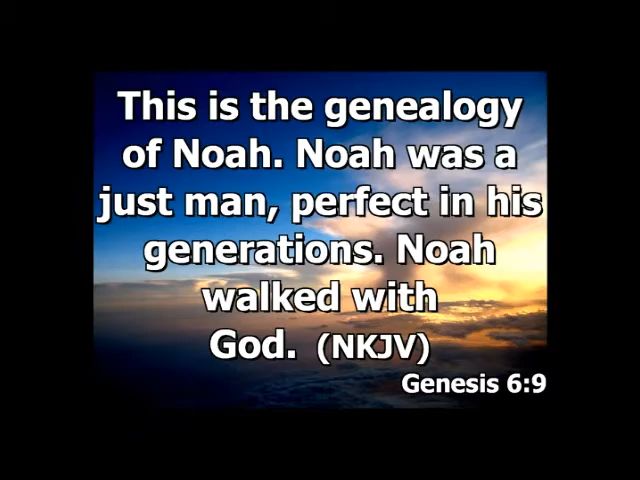 This is the genealogy
of Noah. Noah was a
just man, perfect in his
generations. Noah
walked with
God. (NKJV)
Genesis 6:9